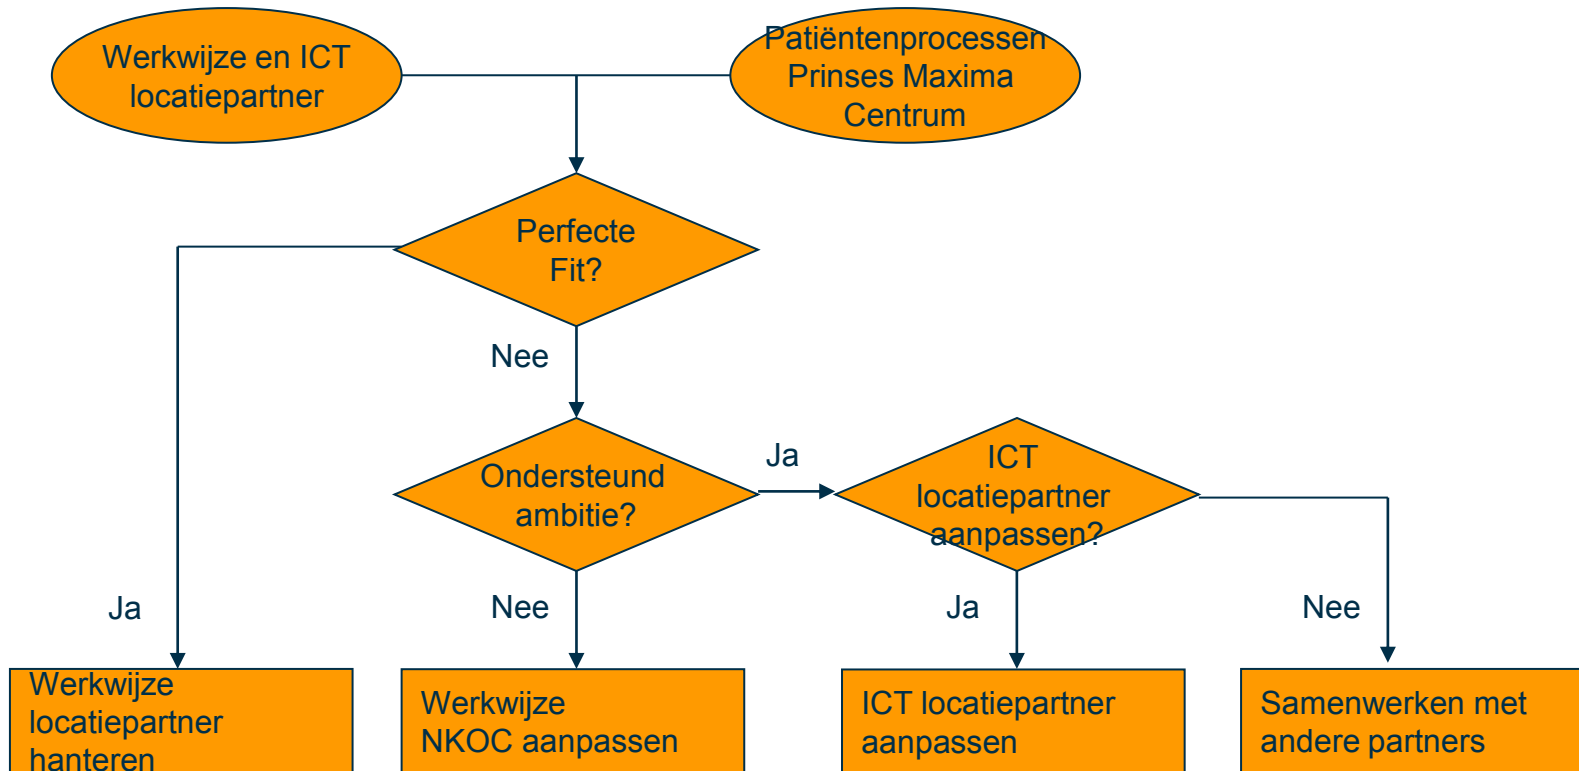 Werkwijze en ICT
locatiepartner
Patiëntenprocessen
Prinses Maxima
Centrum
Perfecte
Fit?
Nee
Ondersteund
ambitie?
Ja
ICT
locatiepartner
aanpassen?
Ja
Nee
Ja
Nee
Werkwijze
locatiepartner
hanteren
Werkwijze
NKOC aanpassen
ICT locatiepartner
aanpassen
Samenwerken met
andere partners